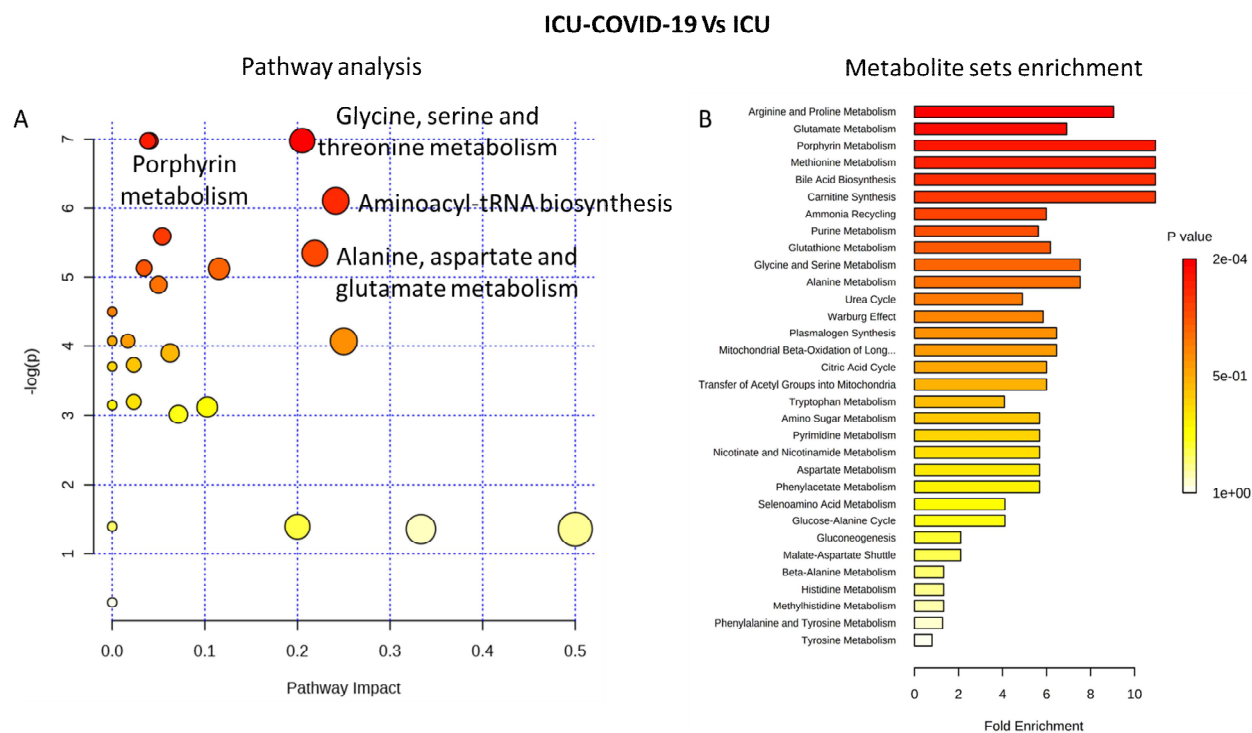 ICU-COVID-19 Vs ICU
Pathway analysis
Metabolite sets enrichment
A
Glycine, serine and
threonine metabolism
Porphyrin
metabolism
Aminoacyl-tRNA biosynthesis
Alanine, aspartate and
glutamate metabolism
7
6
5
4
3
2
1
-log(p)
0.0
0.1
0.2
0.3
0.4
0.5
Pathway Impact
B
Arginine and Proline Metabolism
Glutamate Metabolism
Porphyrin Metabolism
Methionine Metabolism
Bile Acid Biosynthesis
Carnitine Synthesis
Ammonia Recycling
Purine Metabolism
Glutathione Metabolism
Glycine and Serine Metabolism
Alanine Metabolism
Urea Cycle
Warburg Effect
Plasmalogen Synthesis
Mitochondrial Beta-Oxidation of Long...
Citric Acid Cycle
Transfer of Acetyl Groups into Mitochondria
Tryptophan Metabolism
Amino Sugar Metabolism
Pyrimidine Metabolism
Nicotinate and Nicotinamide Metabolism
Aspartate Metabolism
Phenylacetate Metabolism
Selenoamino Acid Metabolism
Glucose-Alanine Cycle
Gluconeogenesis
Malate-Aspartate Shuttle
Beta-Alanine Metabolism
Histidine Metabolism
Methylhistidine Metabolism
Phenylalanine and Tyrosine Metabolism
Tyrosine Metabolism
0
2
4
6
8
10
Fold Enrichment
P value
2e-04
5e-01
1e+00